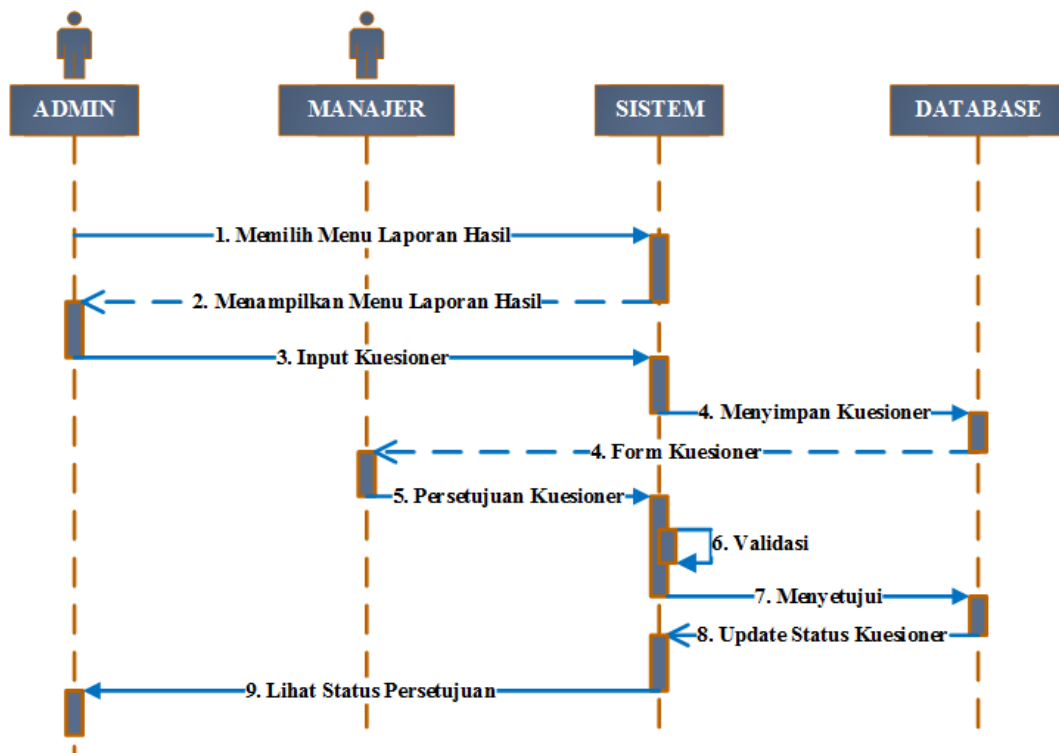 ADMIN
MANAJER
SISTEM
DATABASE
1. Memilih Menu Laporan Hasil
2. Menampilkan Menu Laporan Hasil
3. Input Kuesioner
4. Menyimpan Kuesioner
4. Form Kuesioner
5. Persetujuan Kuesioner
6. Validasi
7. Menyetujui
8. Update Status Kuesioner
9. Lihat Status Persetujuan